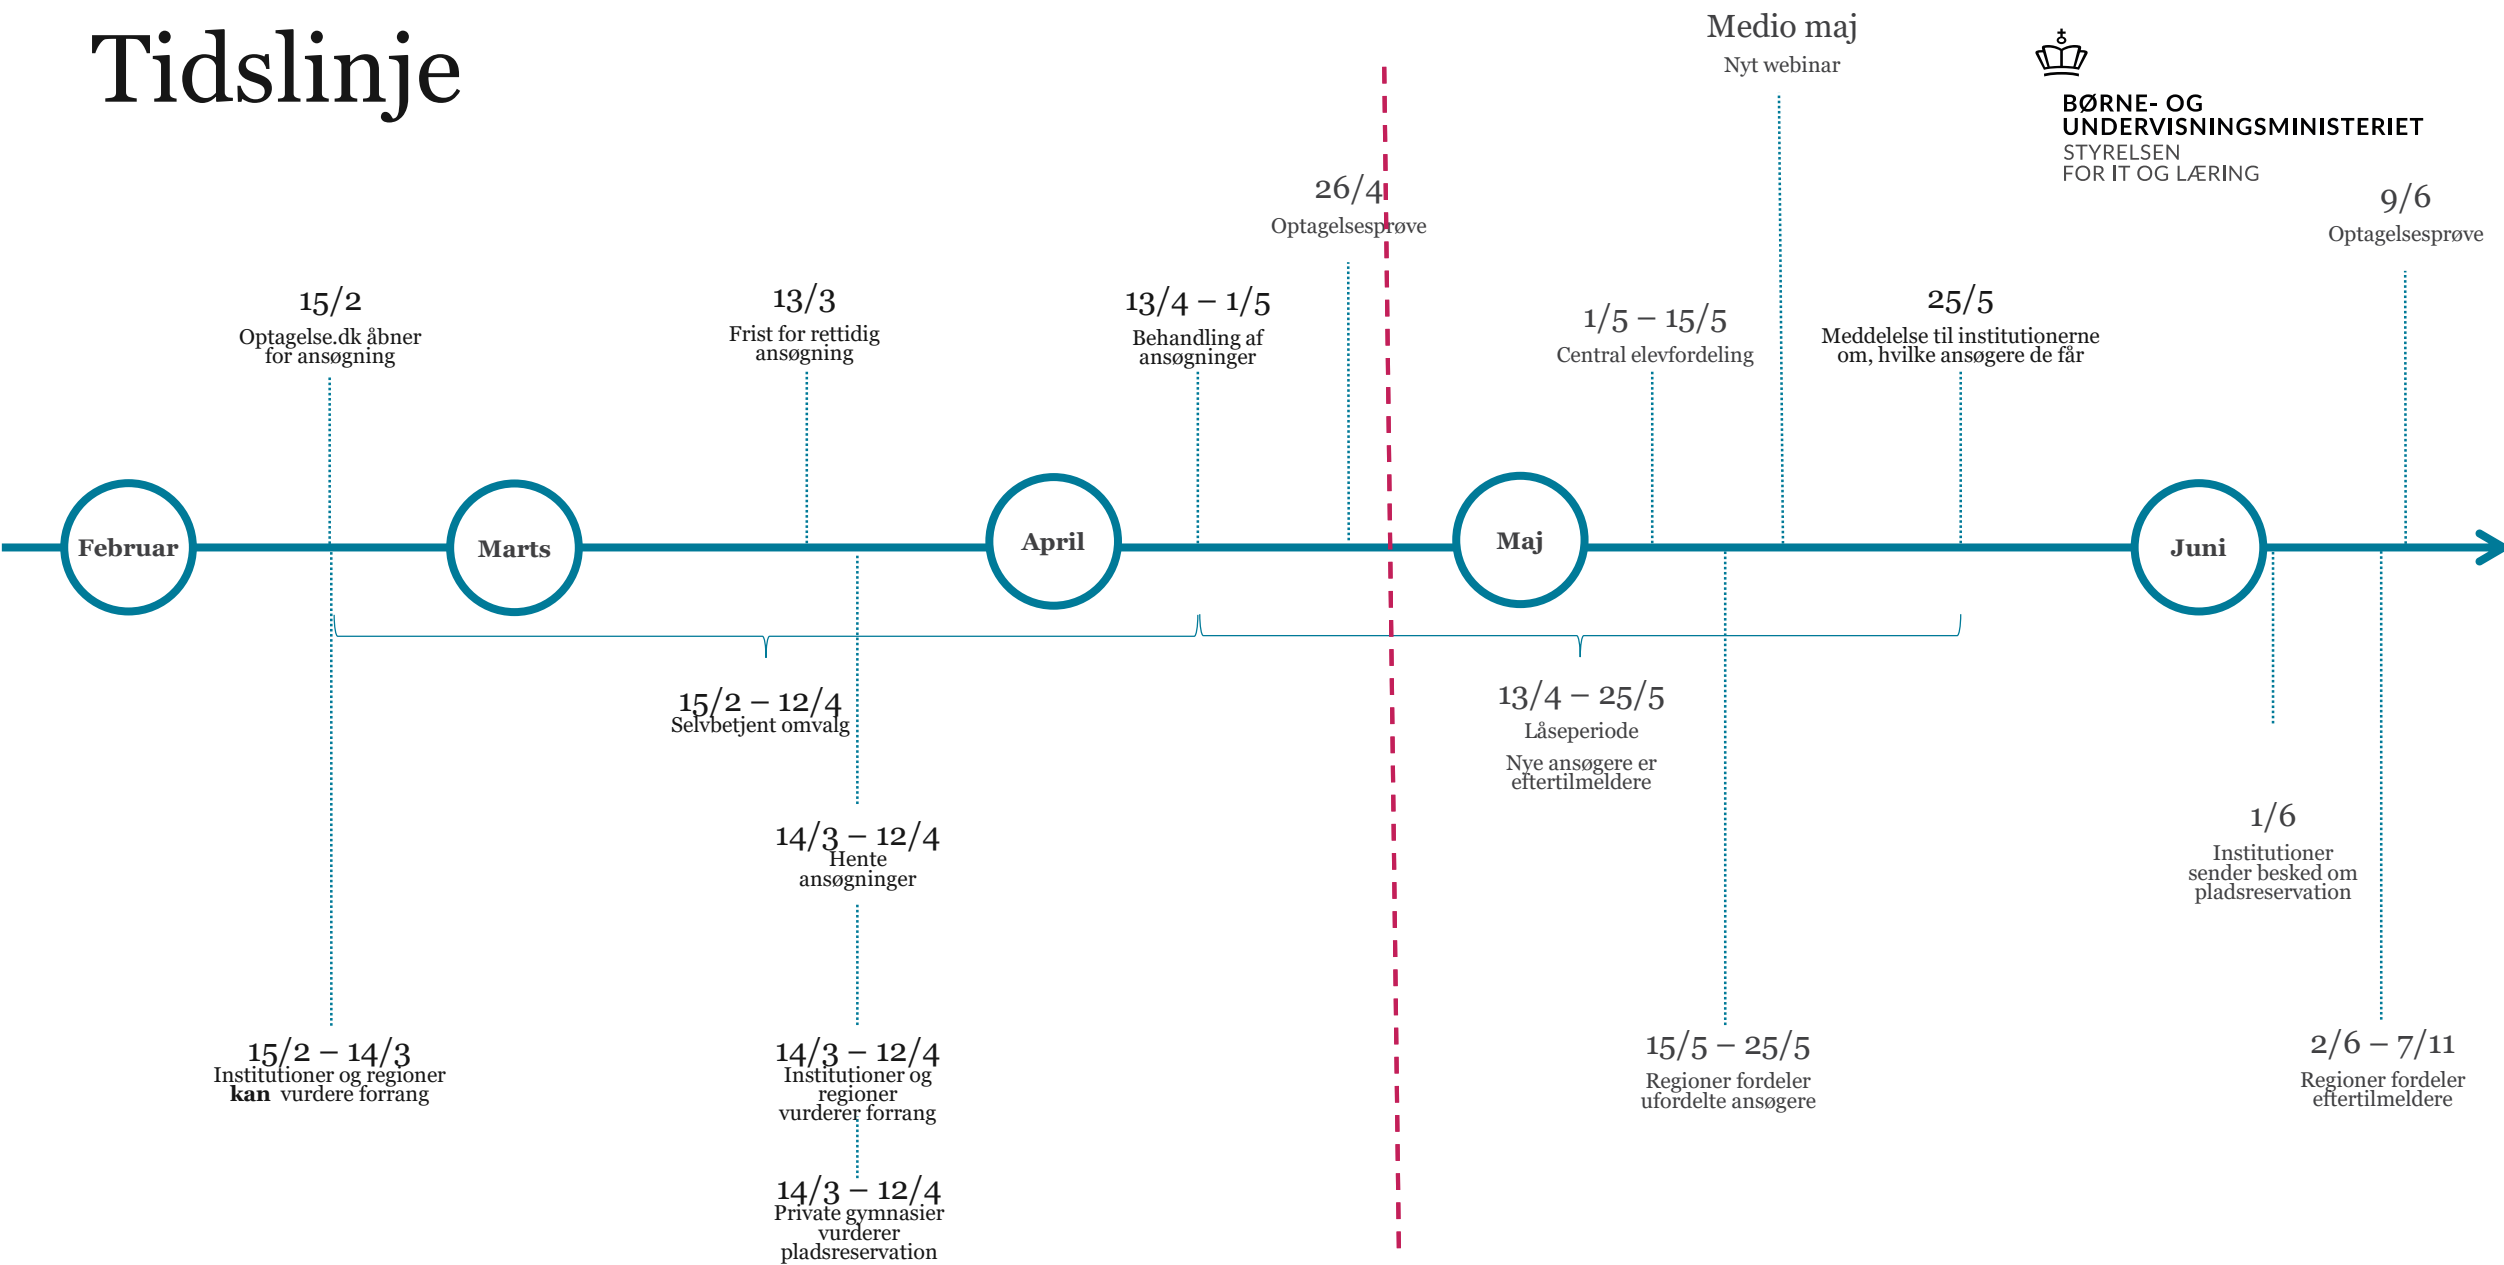 Tidslinje
Medio maj
Nyt webinar
BØRNE- OG
UNDERVISNINGSMINISTERIET
STYRELSEN
FOR IT OG LÆRING
26/4
Optagelsesprøve
9/6
Optagelsesprøve
15/2
Optagelse.dk åbner
for ansøgning
13/3
Frist for rettidig
ansøgning
13/4 – 1/5
Behandling af
ansøgninger
1/5 – 15/5
Central elevfordeling
25/5
Meddelelse til institutionerne
om, hvilke ansøgere de får
Februar
Marts
April
Maj
Juni
15/2 – 12/4
Selvbetjent omvalg
13/4 – 25/5
Låseperiode
Nye ansøgere er
eftertilmeldere
14/3 – 12/4
Hente
ansøgninger
1/6
Institutioner
sender besked om
pladsreservation
15/2 – 14/3
Institutioner og regioner
kan vurdere forrang
14/3 – 12/4
Institutioner og
regioner
vurderer forrang
15/5 – 25/5
Regioner fordeler
ufordelte ansøgere
2/6 – 7/11
Regioner fordeler
eftertilmeldere
14/3 – 12/4
Private gymnasier
vurderer
pladsreservation